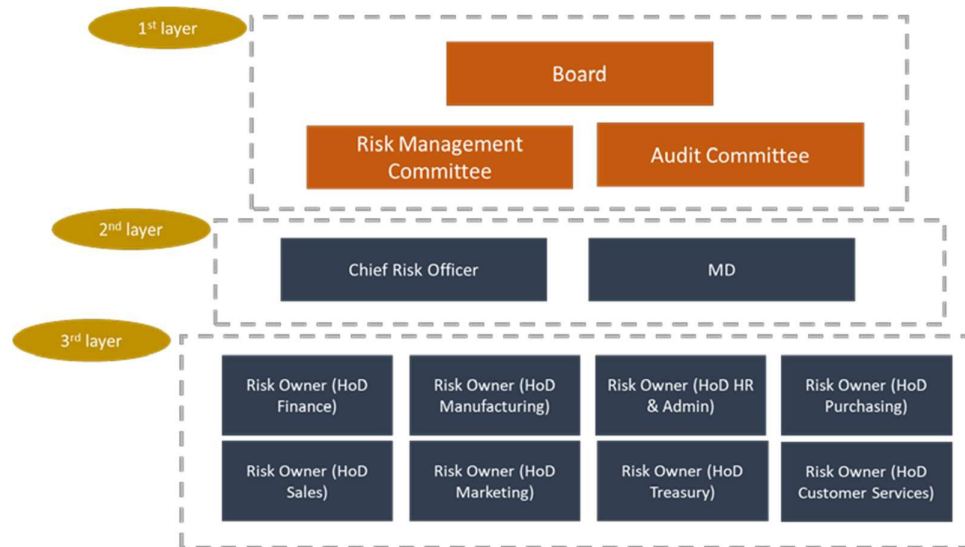 1st layer
Board
Risk Management
Committee
Audit Committee
2nd layer
Chief Risk Officer
MD
3rd layer
Risk Owner (HoD
Finance)
Risk Owner (HoD
Manufacturing)
Risk Owner (HoD HR
& Admin)
Risk Owner (HoD
Purchasing)
Risk Owner (HoD
Sales)
Risk Owner (HoD
Marketing)
Risk Owner (HoD
Treasury)
Risk Owner (HoD
Customer Services)